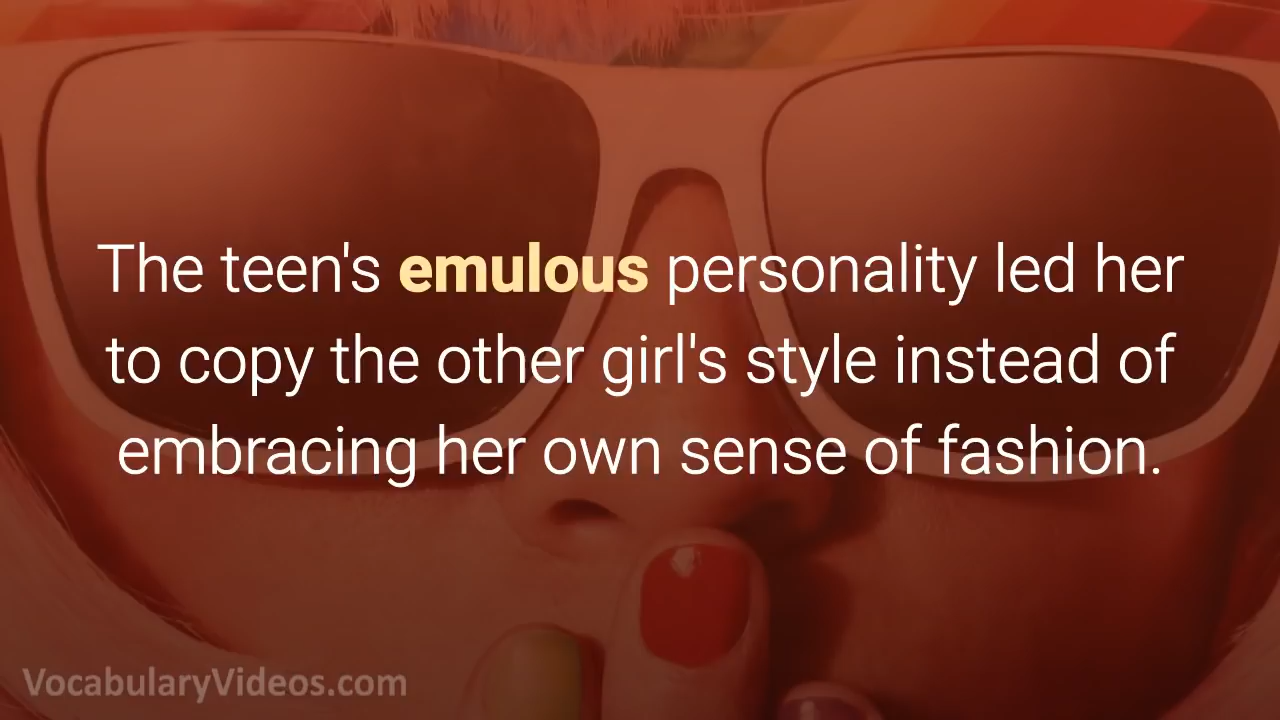 The teen's emulous personality led her
to copy the other girl's style instead of
embracing her own sense of fashion.
VocabularyVideos.com